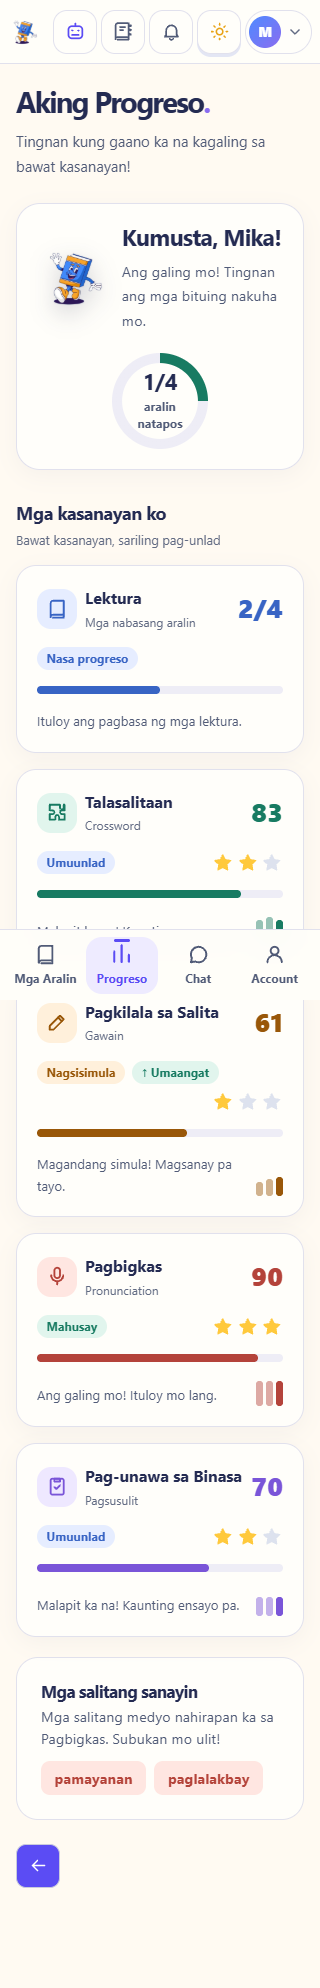 M
Aking Progreso.
Tingnan kung gaano ka na kagaling sa
bawat kasanayan!
Kumusta, Mika!
Ang galing mo! Tingnan
ang mga bituing nakuha
mo.
1/4
aralin
natapos
Mga kasanayan ko
Bawat kasanayan, sariling pag-unlad
Lektura
Mga nabasang aralin
2/4
Nasa progreso
Ituloy ang pagbasa ng mga lektura.
Talasalitaan
Crossword
83
Umuunlad
Mga Aralin
Progreso
Chat
Account
Pagkilala sa Salita
Gawain
61
Nagsisimula
↑ Umaangat
Magandang simula! Magsanay pa
tayo.
Pagbigkas
Pronunciation
90
Mahusay
Ang galing mo! Ituloy mo lang.
Pag-unawa sa Binasa
Pagsusulit
70
Umuunlad
Malapit ka na! Kaunting ensayo pa.
Mga salitang sanayin
Mga salitang medyo nahirapan ka sa
Pagbigkas. Subukan mo ulit!
pamayanan
paglalakbay